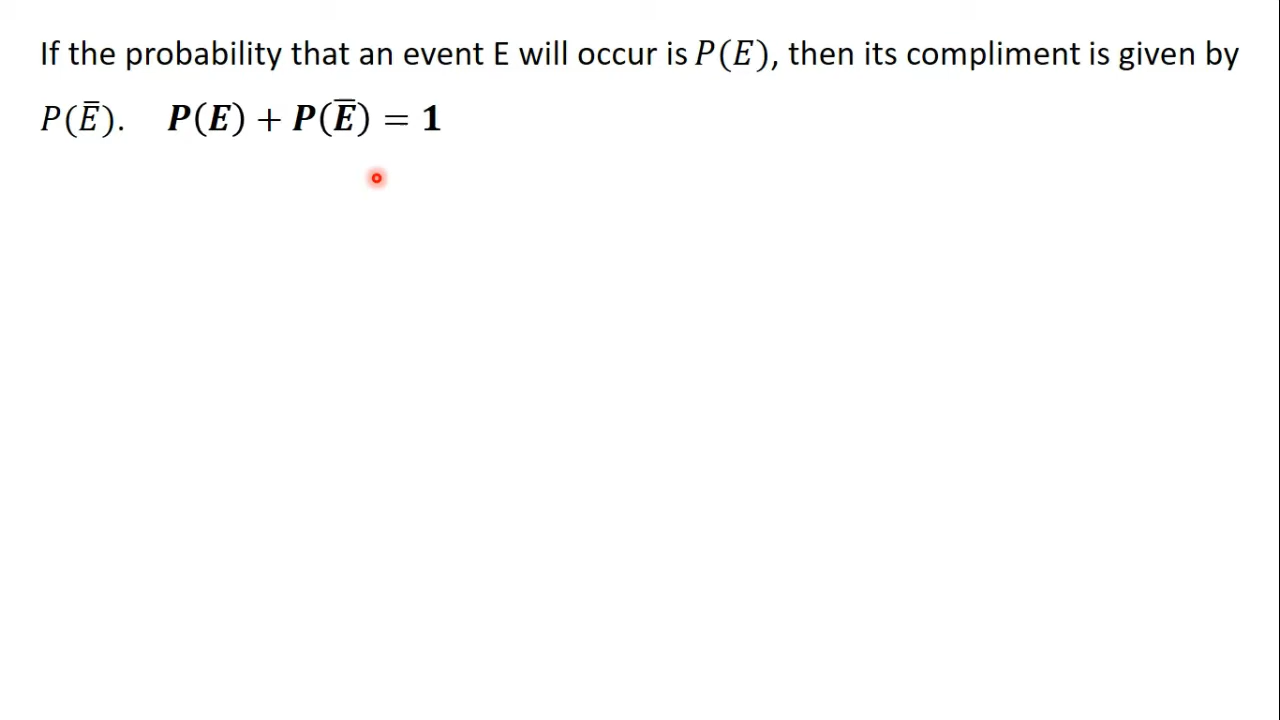 If the probability that an event E will occur is P(E), then its compliment is given by
P(Ē). P(E) + P(Ē) = 1